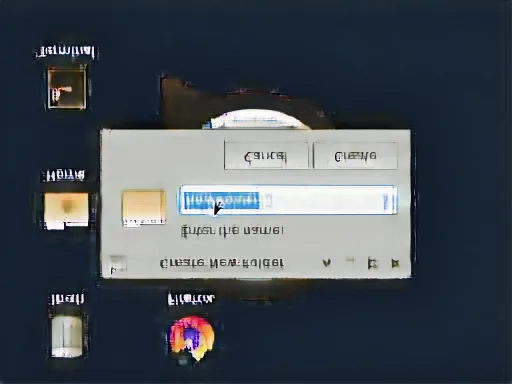 Trash
Firefox
Create New Folder
Enter the name:
Home
Cancel
Create
Terminal